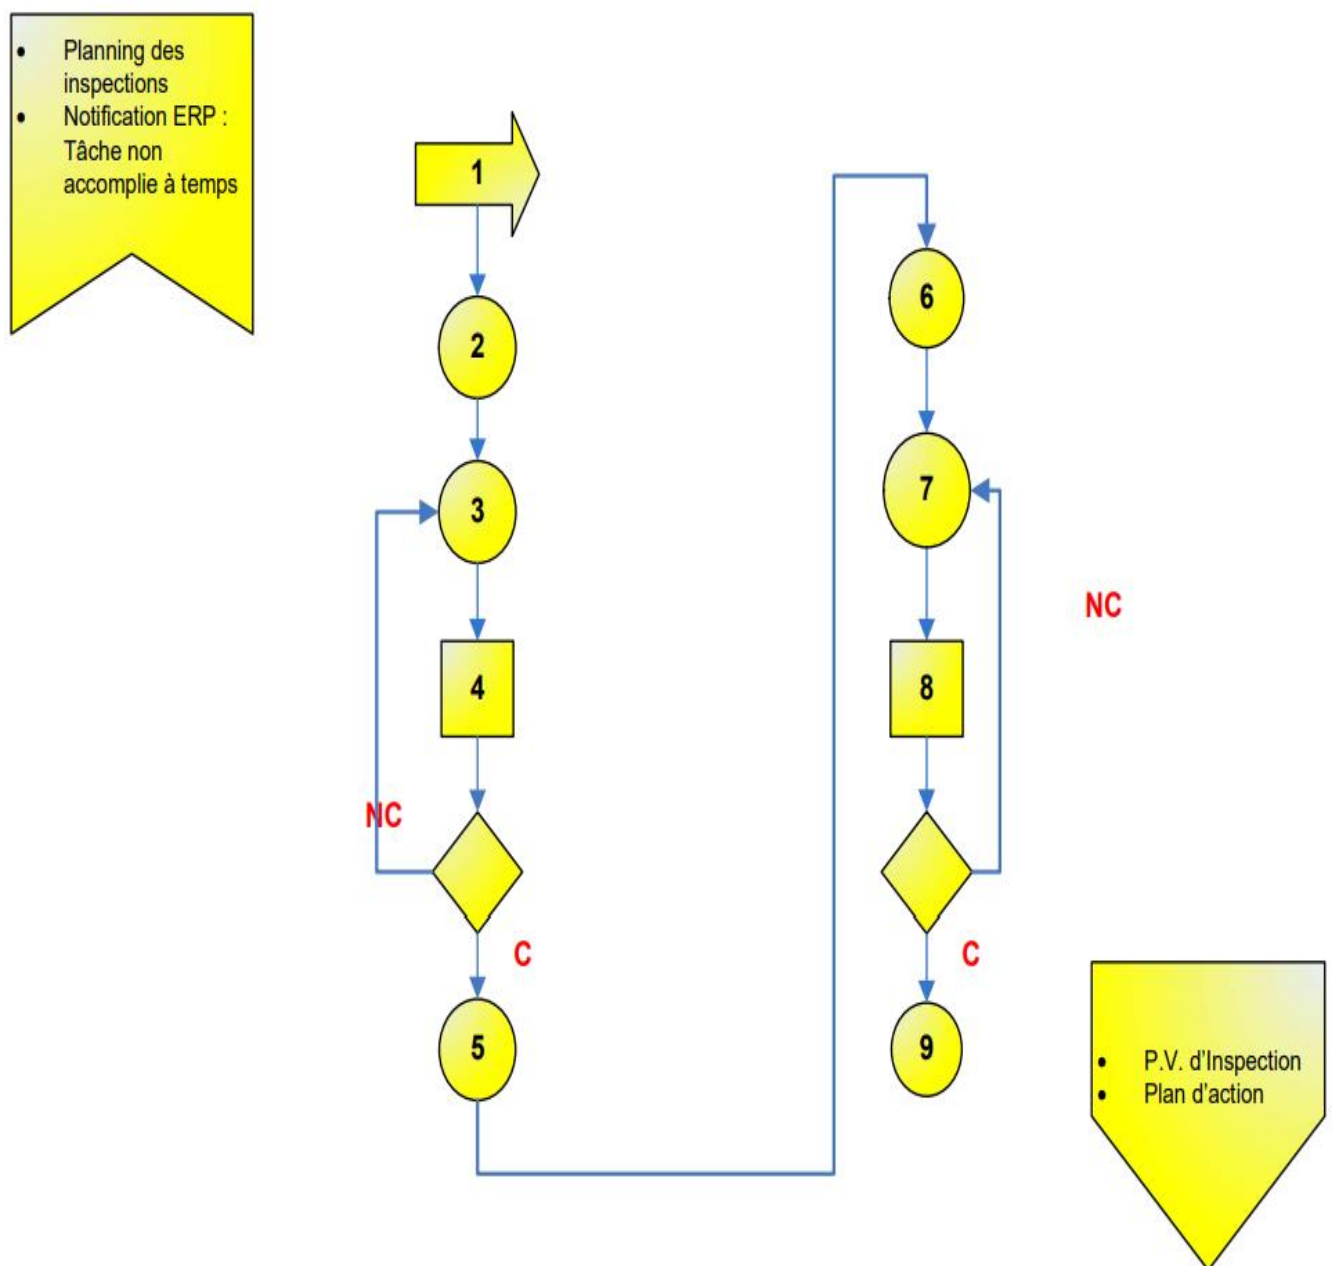 • Planning des
inspections
• Notification ERP :
Tâche non
accomplie à temps
1
2
3
4
NC
C
5
6
7
NC
8
C
9
• P.V. d'Inspection
• Plan d'action